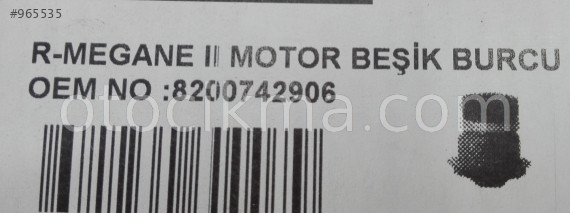 #965535
R-MEGANE II MOTOR BEŞİK BURCU
OEM NO :8200742906
otocikma.com